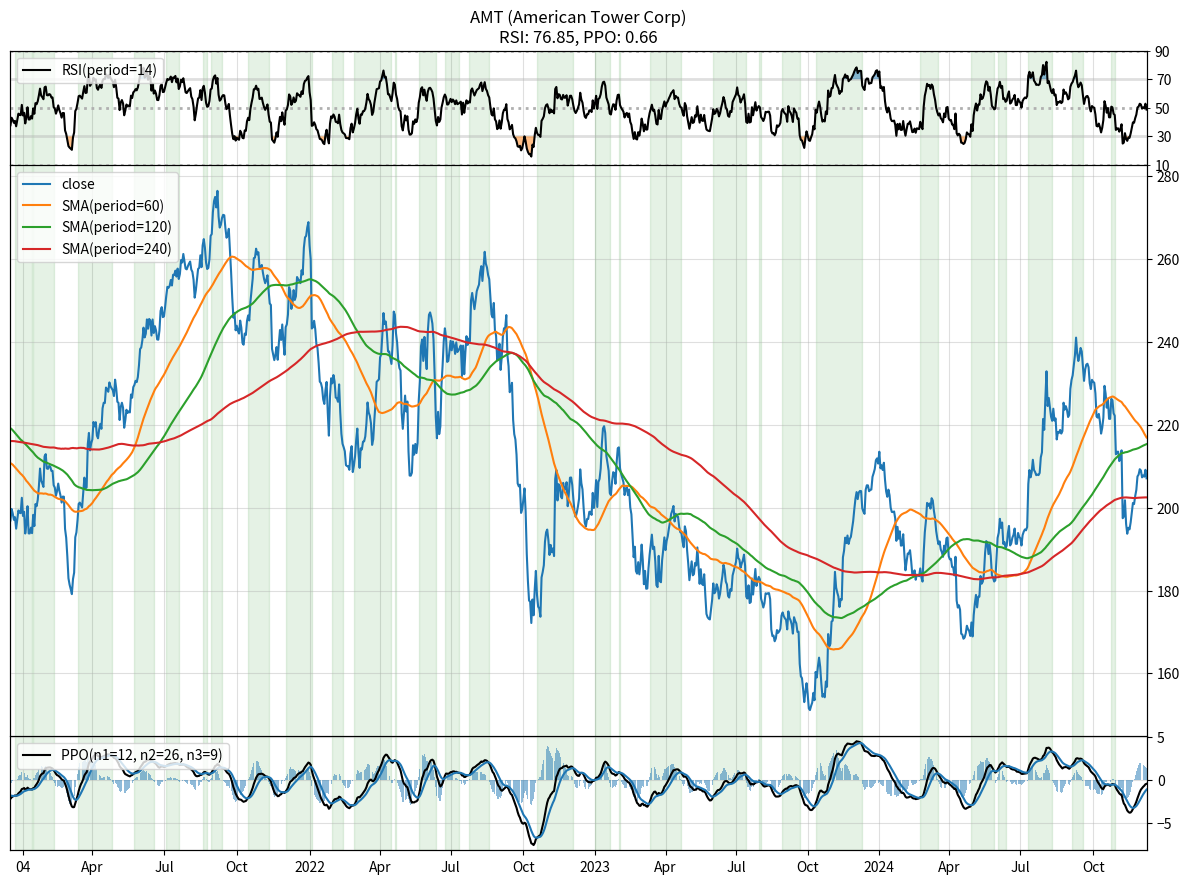 AMT (American Tower Corp)
RSI: 76.85, PPO: 0.66
RSI(period=14)
90
70
50
30
10
close
SMA(period=60)
SMA(period=120)
SMA(period=240)
280
260
240
220
200
180
160
PPO(n1=12, n2=26, n3=9)
5
0
−5
04 Apr Jul Oct 2022 Apr Jul Oct 2023 Apr Jul Oct 2024 Apr Jul Oct